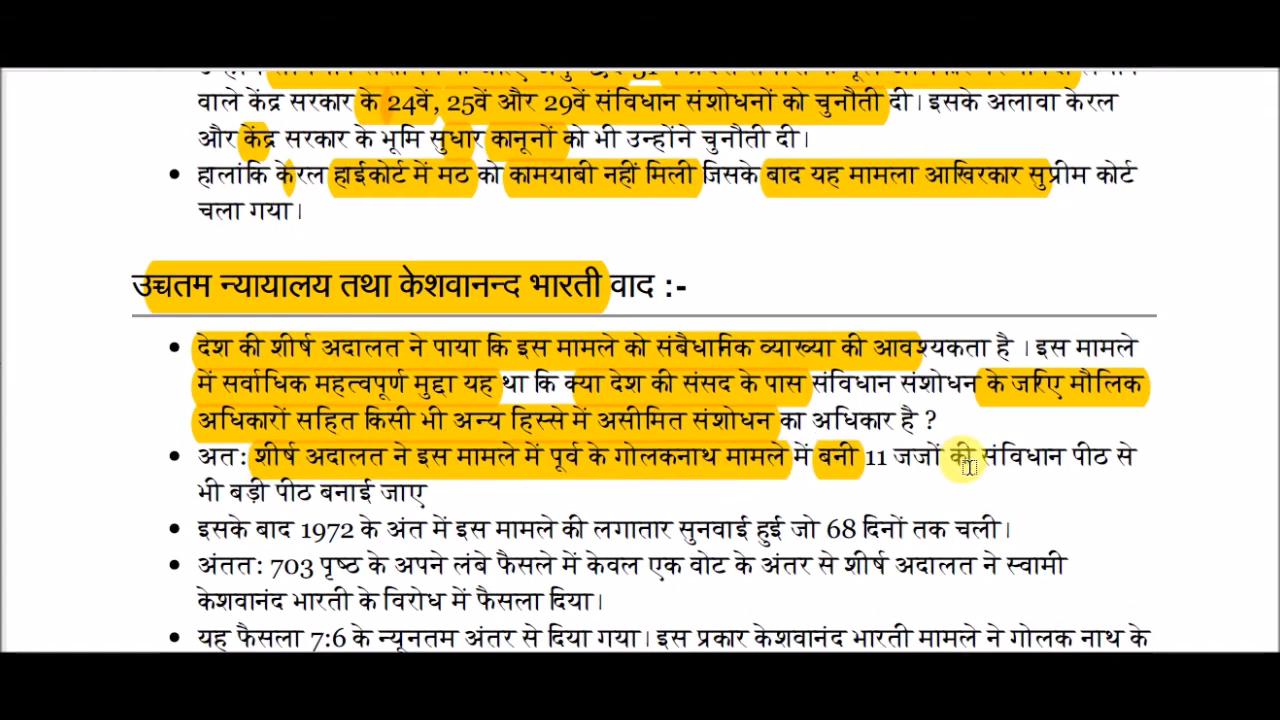 वाले केंद्र सरकार के 24वें, 25वें और 29वें संविधान संशोधनों को चुनौती दी। इसके अलावा केरल
और केंद्र सरकार के भूमि सुधार कानूनों को भी उन्होंने चुनौती दी।
• हालांकि केरल हाईकोर्ट में मठ को कामयाबी नहीं मिली जिसके बाद यह मामला आखिरकार सुप्रीम कोर्ट
चला गया।
उच्चतम न्यायालय तथा केशवानन्द भारती वाद :-
• देश की शीर्ष अदालत ने पाया कि इस मामले को संबैधानिक व्याख्या की आवश्यकता है । इस मामले
में सर्वाधिक महत्वपूर्ण मुद्दा यह था कि क्या देश की संसद के पास संविधान संशोधन के जरिए मौलिक
अधिकारों सहित किसी भी अन्य हिस्से में असीमित संशोधन का अधिकार है ?
• अत: शीर्ष अदालत ने इस मामले में पूर्व के गोलकनाथ मामले में बनी 11 जजों की संविधान पीठ से
भी बड़ी पीठ बनाई जाए
• इसके बाद 1972 के अंत में इस मामले की लगातार सुनवाई हुई जो 68 दिनों तक चली।
• अंतत: 703 पृष्ठ के अपने लंबे फैसले में केवल एक वोट के अंतर से शीर्ष अदालत ने स्वामी
केशवानंद भारती के विरोध में फैसला दिया।
• यह फैसला 7:6 के न्यूनतम अंतर से दिया गया। इस प्रकार केशवानंद भारती मामले ने गोलक नाथ के